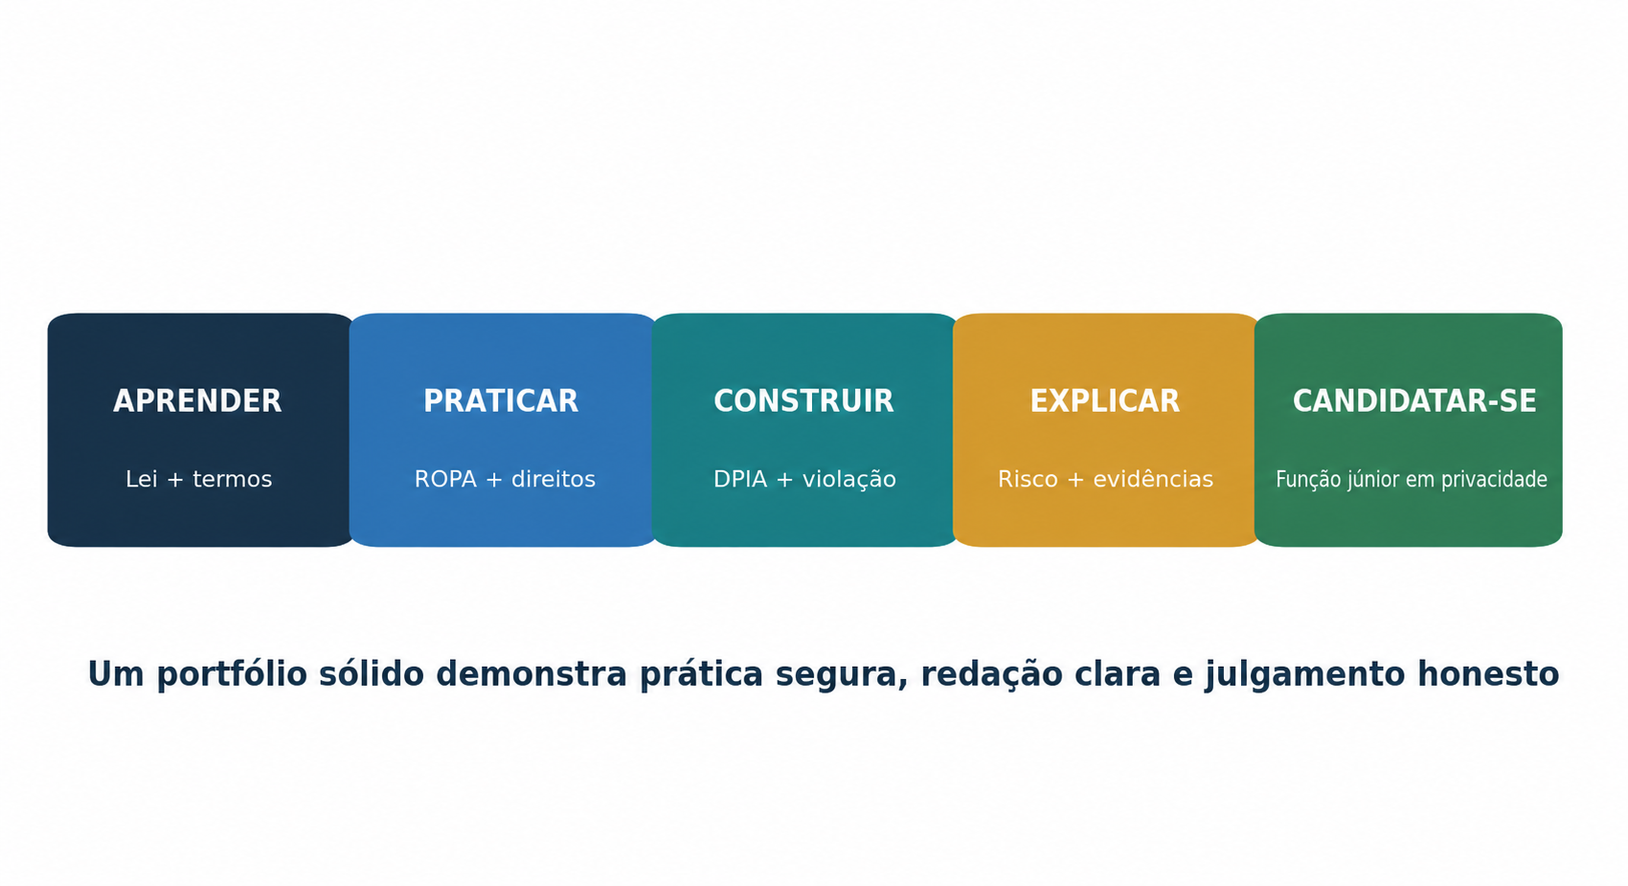 APRENDER
Lei + termos
PRATICAR
ROPA + direitos
CONSTRUIR
DPIA + violação
EXPLICAR
Risco + evidências
CANDIDATAR-SE
Função júnior em privacidade
Um portfólio sólido demonstra prática segura, redação clara e julgamento honesto